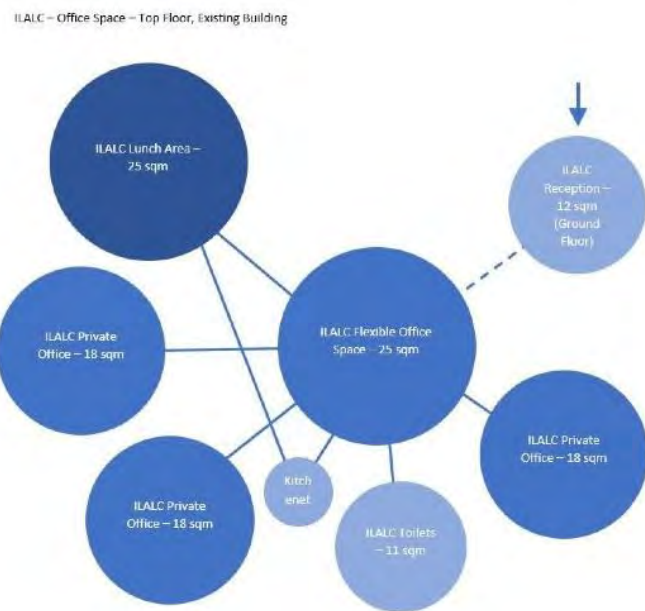 ILALC – Office Space – Top Floor, Existing Building
ILALC Lunch Area –
25 sqm
ILALC
Reception –
12 sqm
(Ground
Floor)
ILALC Flexible Office
Space – 25 sqm
ILALC Private
Office – 18 sqm
ILALC Private
Office – 18 sqm
ILALC Private
Office – 18 sqm
Kitch
enet
ILALC Toilets
– 11 sqm